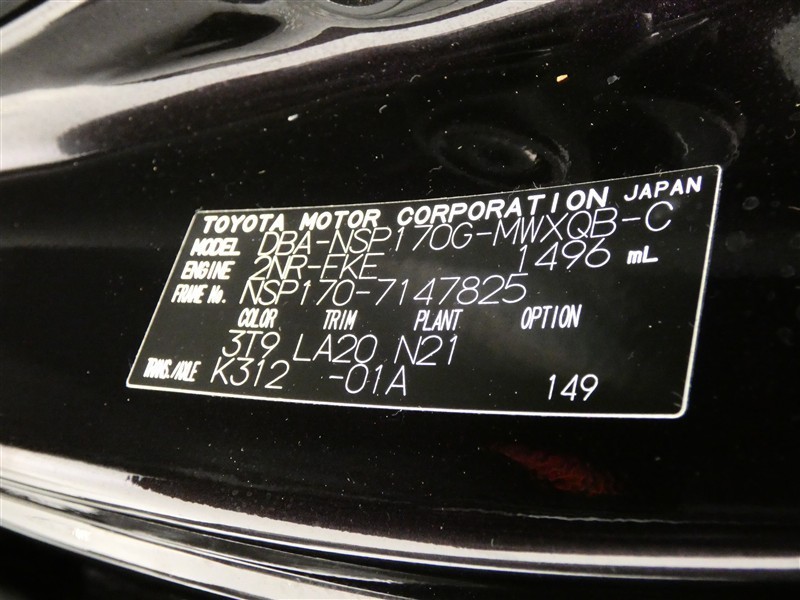 TOYOTA MOTOR CORPORATION JAPAN
MODEL DBA-NSP170G-MWXQB-C
ENGINE 2NR-FKE 1496 mL
FRAME No. NSP170-7147825
COLOR TRIM PLANT OPTION
3T9 LA20 N21
TRANS./AXLE K312 -01A 149